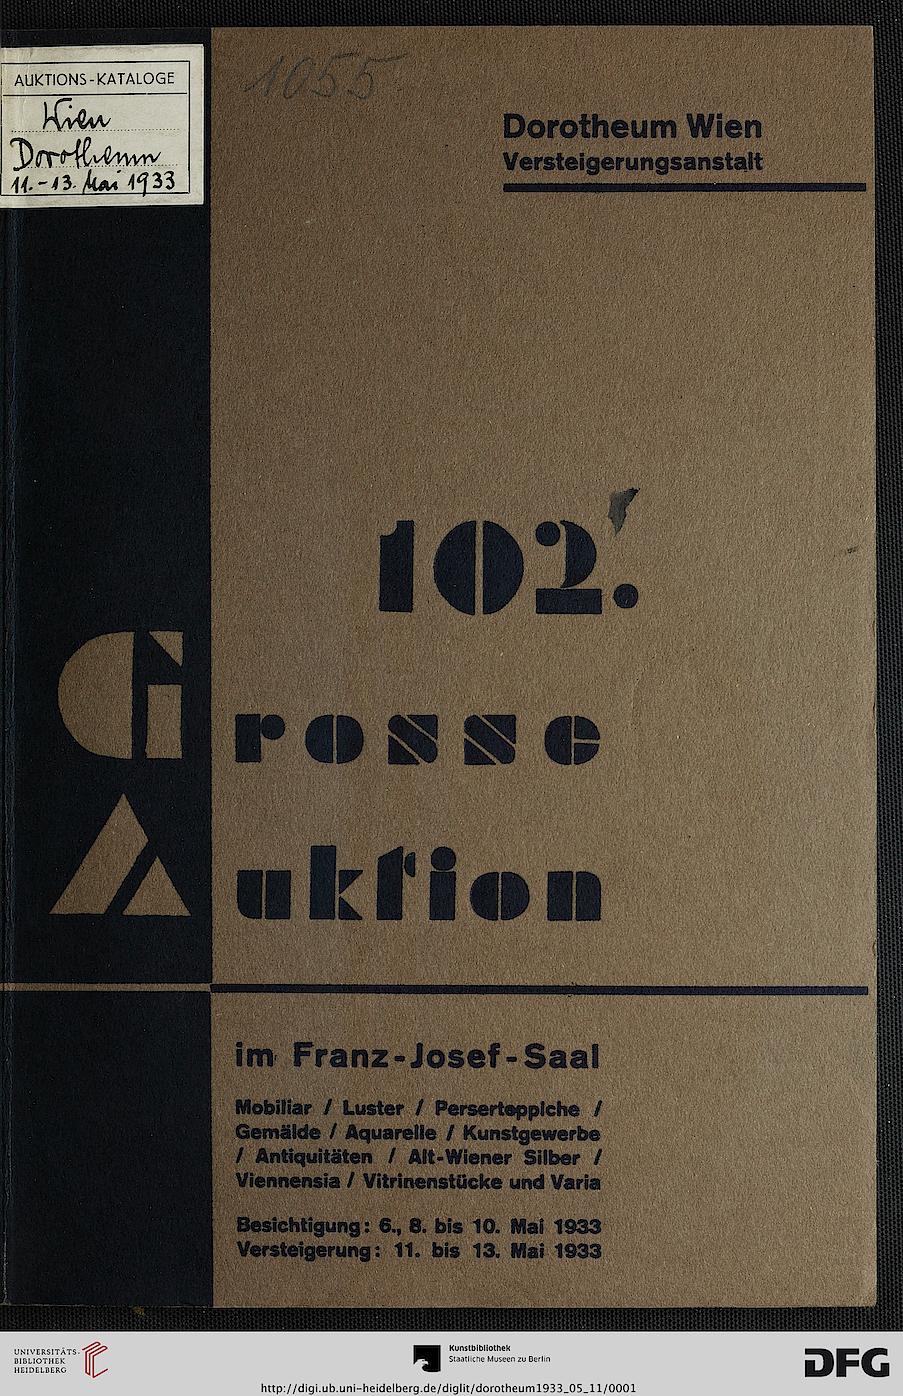 AUKTIONS-KATALOGE
Wien
Dorotheum
11.-13. Mai 1933
1055
Dorotheum Wien
Versteigerungsanstalt
102.
Grosse
Auktion
im Franz-Josef-Saal
Mobiliar / Luster / Perserteppiche /
Gemälde / Aquarelle / Kunstgewerbe
/ Antiquitäten / Alt-Wiener Silber /
Viennensia / Vitrinenstücke und Varia
Besichtigung: 6., 8. bis 10. Mai 1933
Versteigerung: 11. bis 13. Mai 1933
UNIVERSITÄTS-
BIBLIOTHEK
HEIDELBERG
Kunstbibliothek
Staatliche Museen zu Berlin
DFG
http://digi.ub.uni-heidelberg.de/diglit/dorotheum1933_05_11/0001